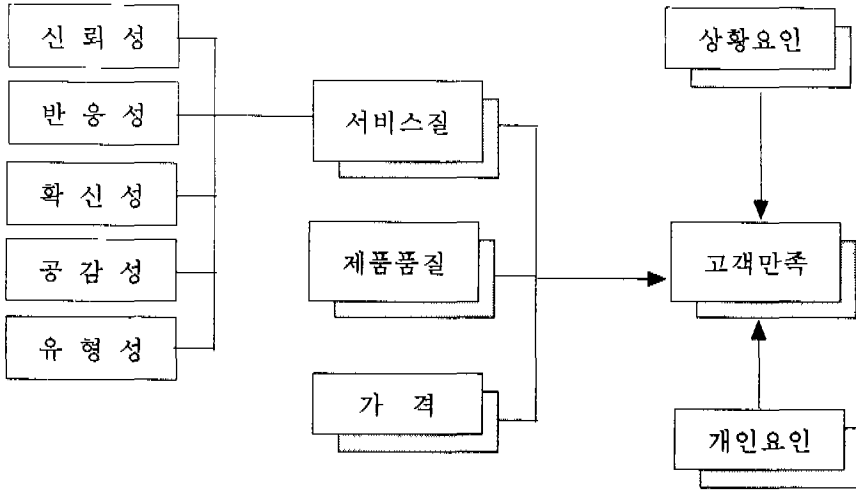 신뢰성
반응성
확신성
공감성
유형성
서비스질
제품품질
가 격
상황요인
고객만족
개인요인